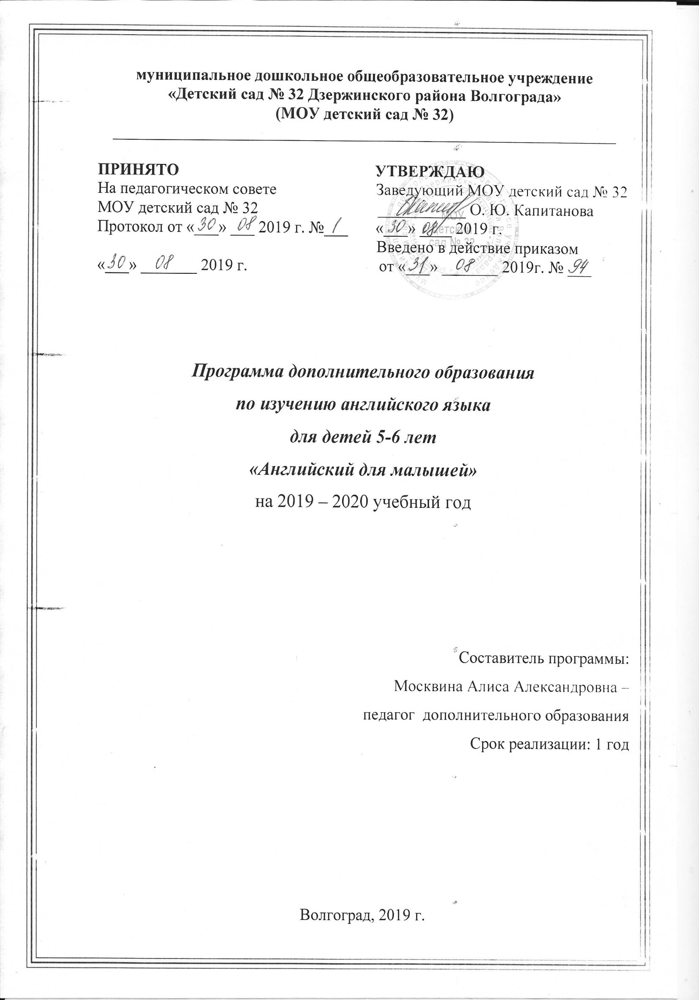 муниципальное дошкольное общеобразовательное учреждение
«Детский сад № 32 Дзержинского района Волгограда»
(МОУ детский сад № 32)
ПРИНЯТО
На педагогическом совете
МОУ детский сад № 32
Протокол от «30» 08 2019 г. № 1
«30» 08 2019 г.
УТВЕРЖДАЮ
Заведующий МОУ детский сад № 32
О. Ю. Капитанова
«30» 08 2019 г.
Введено в действие приказом
от «31» 08 2019г. № 94
МОУ
детский
сад № 32
Программа дополнительного образования
по изучению английского языка
для детей 5-6 лет
«Английский для малышей»
на 2019 – 2020 учебный год
Составитель программы:
Москвина Алиса Александровна –
педагог дополнительного образования
Срок реализации: 1 год
Волгоград, 2019 г.